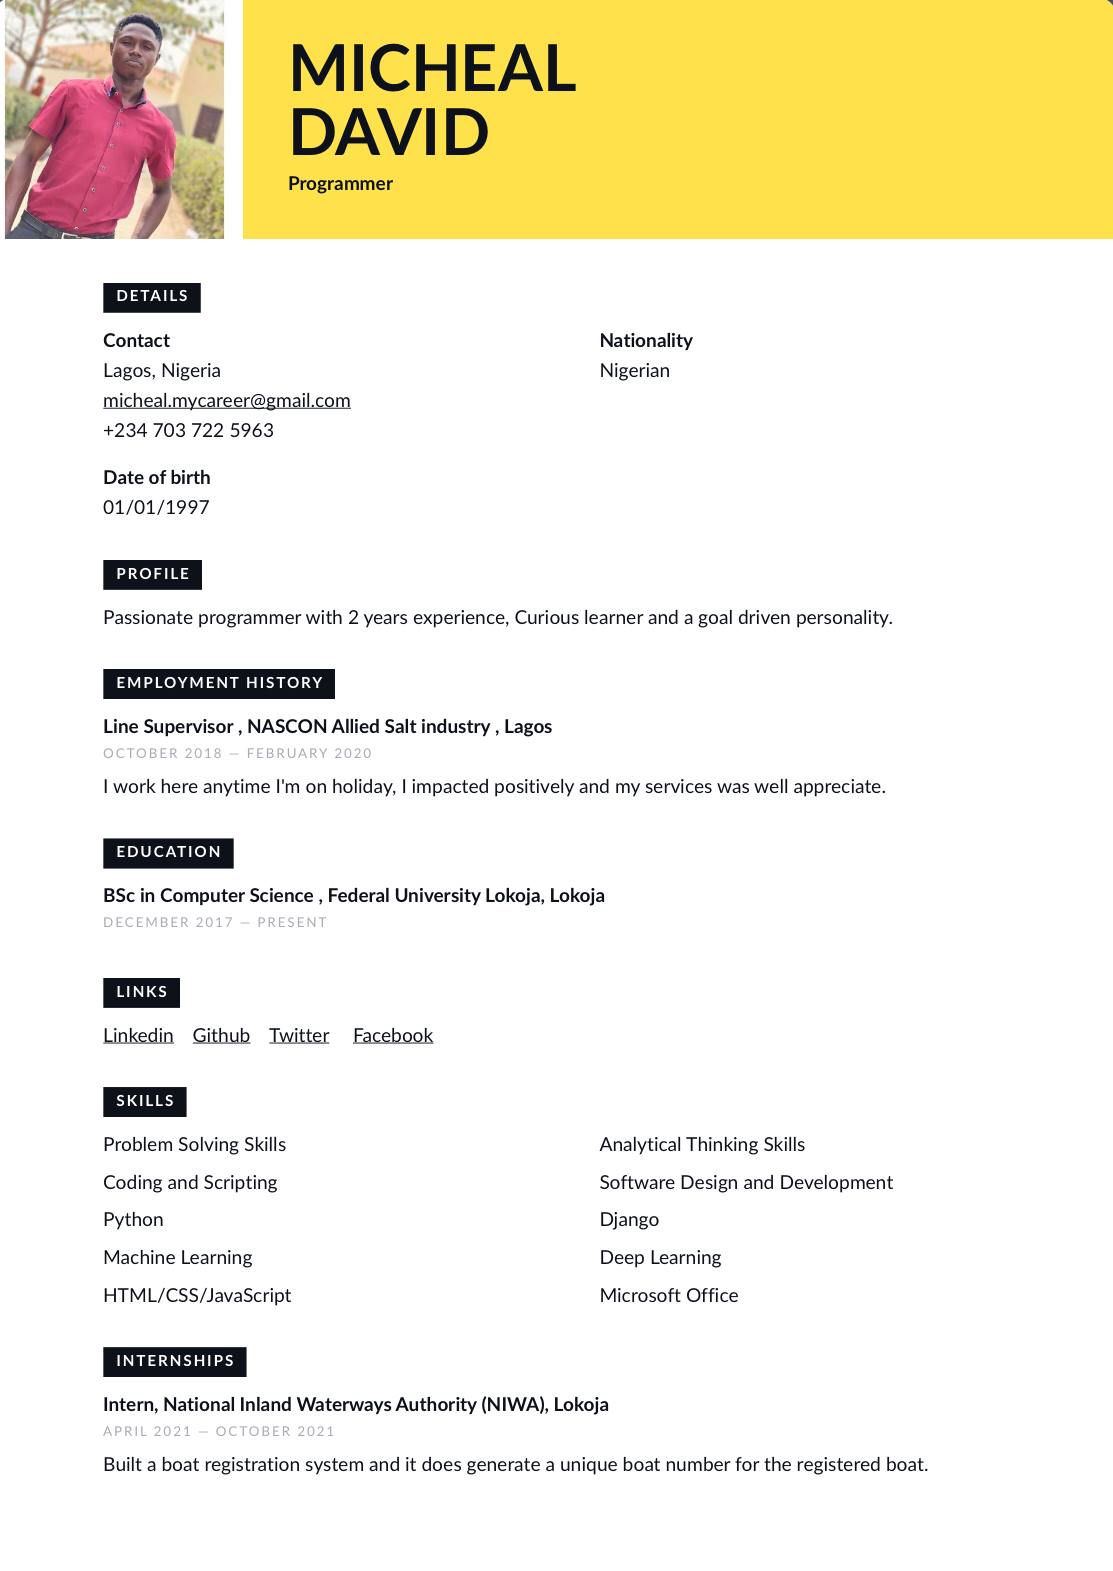 MICHEAL
DAVID
Programmer
DETAILS
Contact
Lagos, Nigeria
micheal.mycareer@gmail.com
+234 703 722 5963
Nationality
Nigerian
Date of birth
01/01/1997
PROFILE
Passionate programmer with 2 years experience, Curious learner and a goal driven personality.
EMPLOYMENT HISTORY
Line Supervisor , NASCON Allied Salt industry , Lagos
OCTOBER 2018 — FEBRUARY 2020
I work here anytime I'm on holiday, I impacted positively and my services was well appreciate.
EDUCATION
BSc in Computer Science , Federal University Lokoja, Lokoja
DECEMBER 2017 — PRESENT
LINKS
Linkedin Github Twitter Facebook
SKILLS
Problem Solving Skills Analytical Thinking Skills
Coding and Scripting Software Design and Development
Python Django
Machine Learning Deep Learning
HTML/CSS/JavaScript Microsoft Office
INTERNSHIPS
Intern, National Inland Waterways Authority (NIWA), Lokoja
APRIL 2021 — OCTOBER 2021
Built a boat registration system and it does generate a unique boat number for the registered boat.